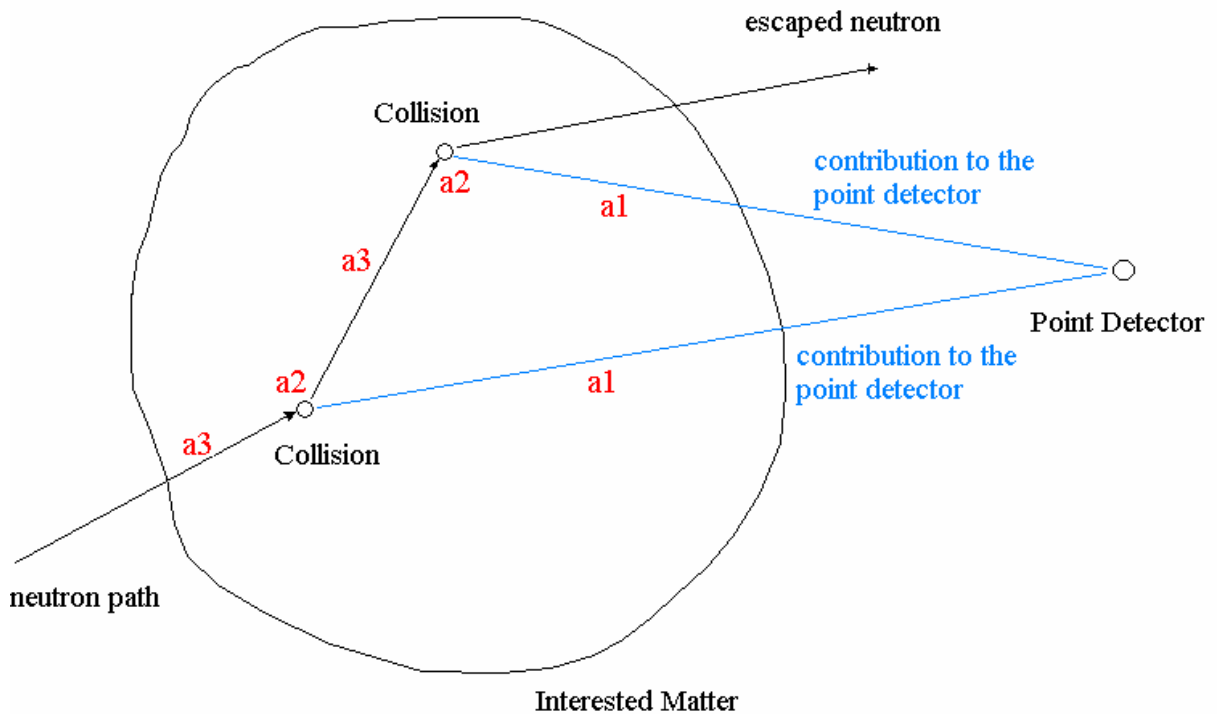 escaped neutron
Collision
contribution to the
point detector
a2
a1
a3
Point Detector
contribution to the
point detector
a2
a1
a3
Collision
neutron path
Interested Matter